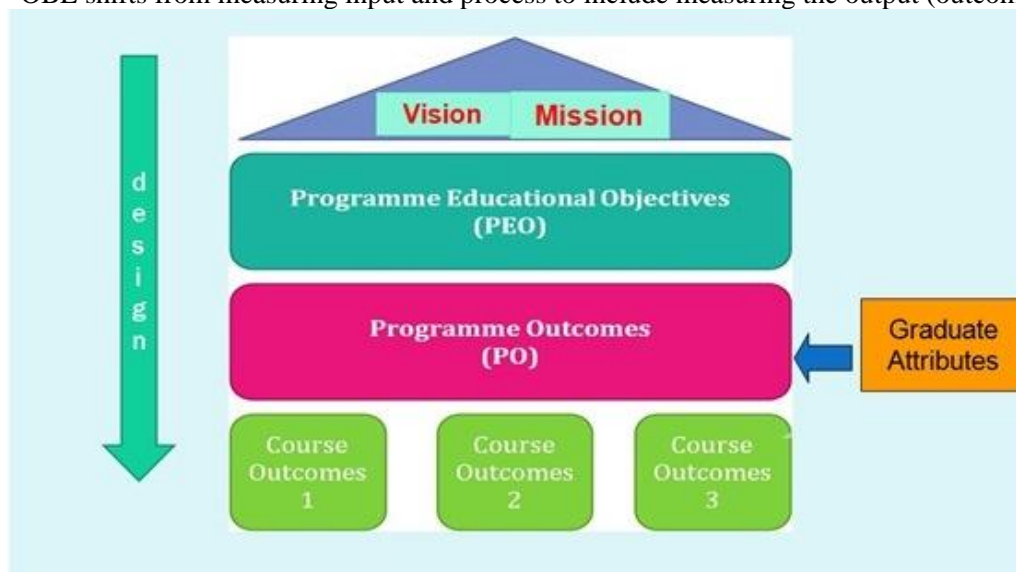 OBE shifts from measuring input and process to include measuring the output (outcom
Vision Mission
design
Programme Educational Objectives
(PEO)
Programme Outcomes
(PO)
Graduate
Attributes
Course
Outcomes
1
Course
Outcomes
2
Course
Outcomes
3